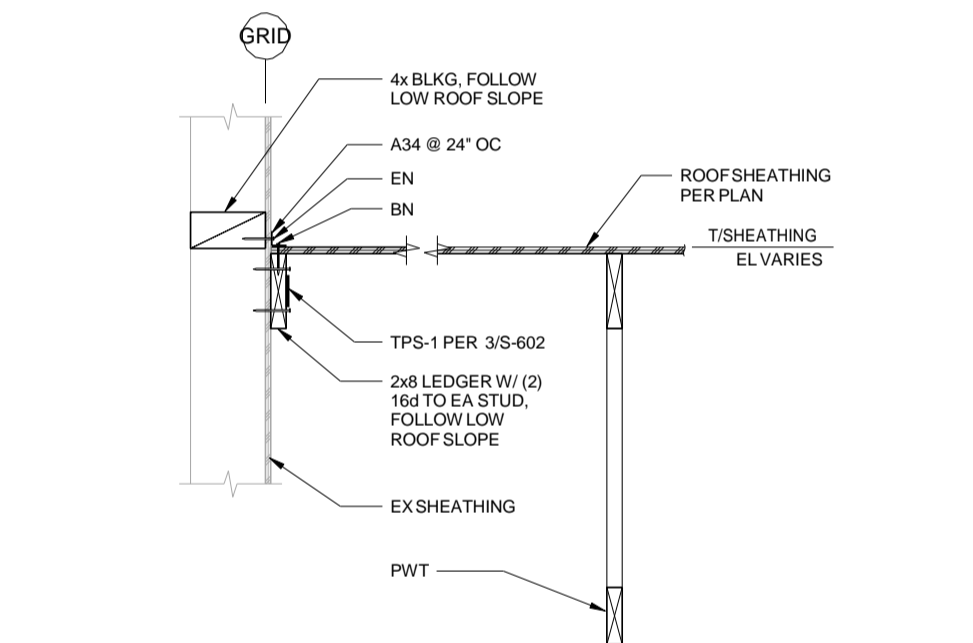 GRID
4x BLKG, FOLLOW
LOW ROOF SLOPE
A34 @ 24" OC
EN
BN
ROOF SHEATHING
PER PLAN
T/SHEATHING
EL VARIES
TPS-1 PER 3/S-602
2x8 LEDGER W/ (2)
16d TO EA STUD,
FOLLOW LOW
ROOF SLOPE
EX SHEATHING
PWT